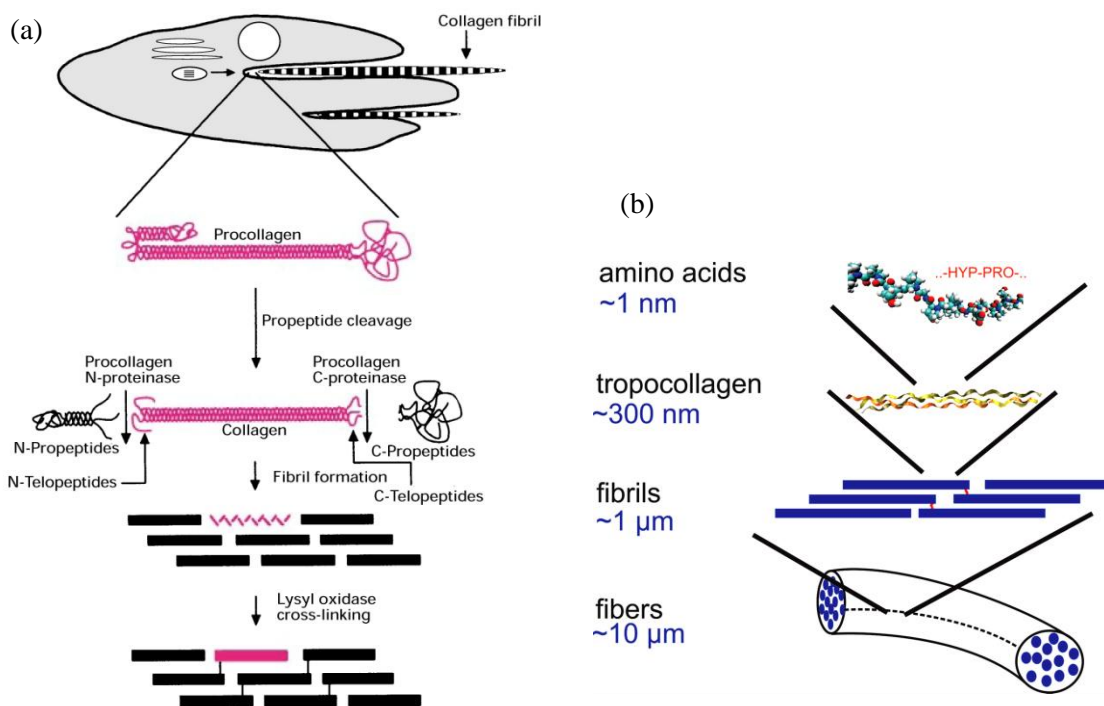 (a)
Collagen fibril
Procollagen
Propeptide cleavage
Procollagen
N-proteinase
Procollagen
C-proteinase
Collagen
N-Propeptides
C-Propeptides
N-Telopeptides
Fibril formation
C-Telopeptides
Lysyl oxidase
cross-linking
(b)
amino acids
~1 nm
..-HYP-PRO-..
tropocollagen
~300 nm
fibrils
~1 µm
fibers
~10 µm